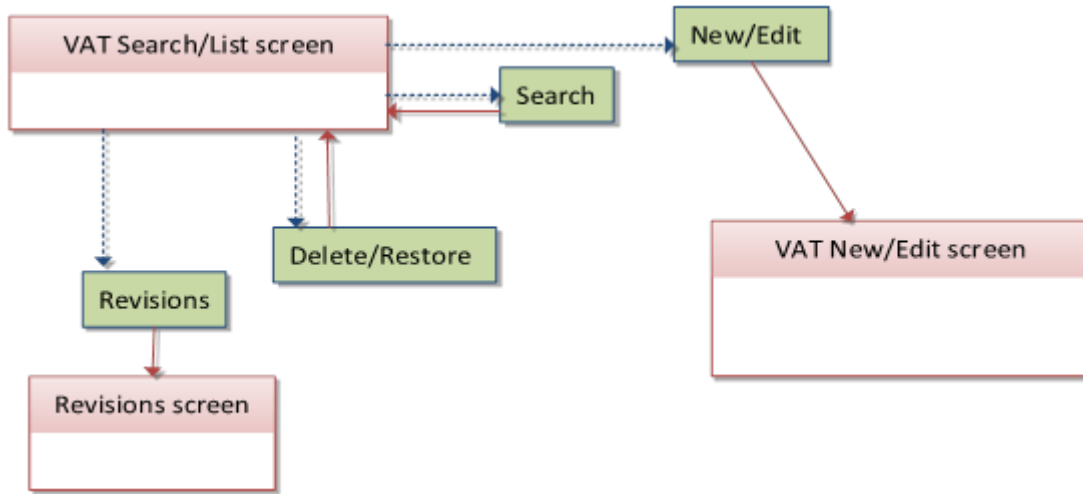 VAT Search/List screen
New/Edit
Search
Delete/Restore
VAT New/Edit screen
Revisions
Revisions screen